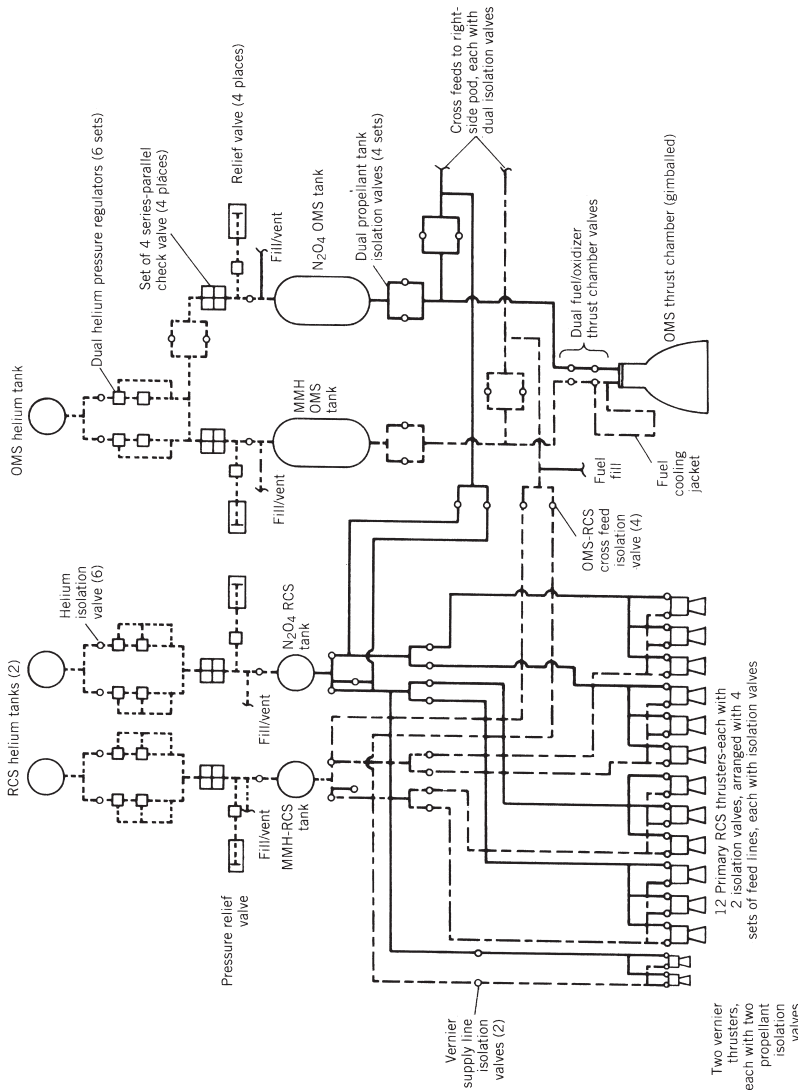 OMS helium tank
Dual helium pressure regulators (6 sets)
Set of 4 series-parallel
check valve (4 places)
Relief valve (4 places)
Fill/vent
N2O4 OMS tank
Dual propellant tank
isolation valves (4 sets)
Cross feeds to right-
side pod, each with
dual isolation valves
MMH
OMS
tank
Fill/vent
Dual fuel/oxidizer
thrust chamber valves
OMS thrust chamber (gimballed)
Fuel
fill
Fuel
cooling
jacket
OMS-RCS
cross feed
isolation
valve (4)
RCS helium tanks (2)
Helium
isolation
valve (6)
N2O4 RCS
tank
Fill/vent
Fill/vent
MMH-RCS
tank
Pressure relief
valve
12 Primary RCS thrusters-each with
2 isolation valves, arranged with 4
sets of feed lines, each with isolation valves
Vernier
supply line
isolation
valves (2)
Two vernier
thrusters,
each with two
propellant
isolation
valves